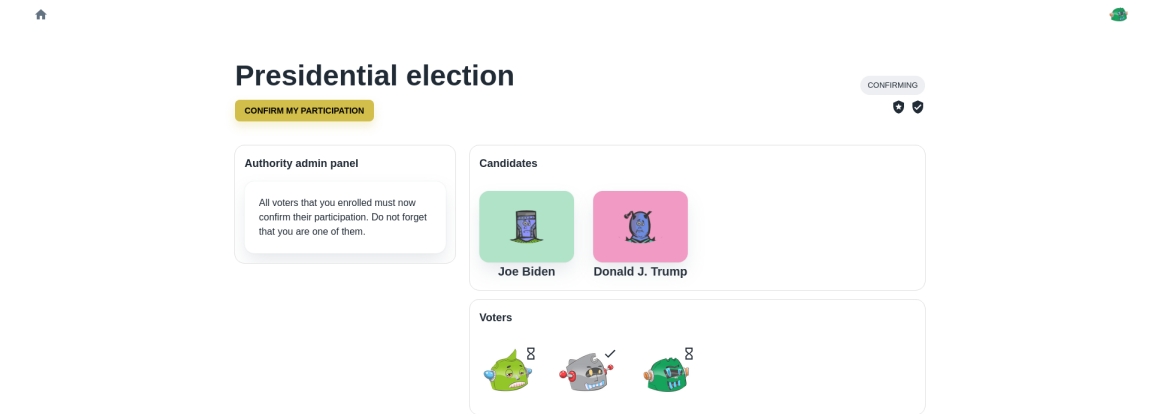 Presidential election
CONFIRMING
CONFIRM MY PARTICIPATION
Authority admin panel
All voters that you enrolled must now
confirm their participation. Do not forget
that you are one of them.
Candidates
Joe Biden
Donald J. Trump
Voters